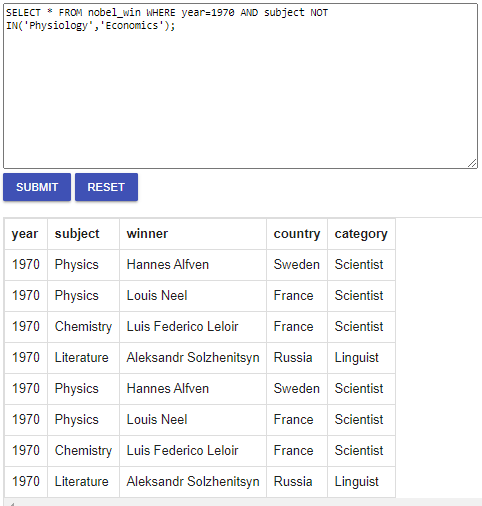 SELECT * FROM nobel_win WHERE year=1970 AND subject NOT
IN('Physiology','Economics');
SUBMIT RESET
year subject winner country category
1970 Physics Hannes Alfven Sweden Scientist
1970 Physics Louis Neel France Scientist
1970 Chemistry Luis Federico Leloir France Scientist
1970 Literature Aleksandr Solzhenitsyn Russia Linguist
1970 Physics Hannes Alfven Sweden Scientist
1970 Physics Louis Neel France Scientist
1970 Chemistry Luis Federico Leloir France Scientist
1970 Literature Aleksandr Solzhenitsyn Russia Linguist